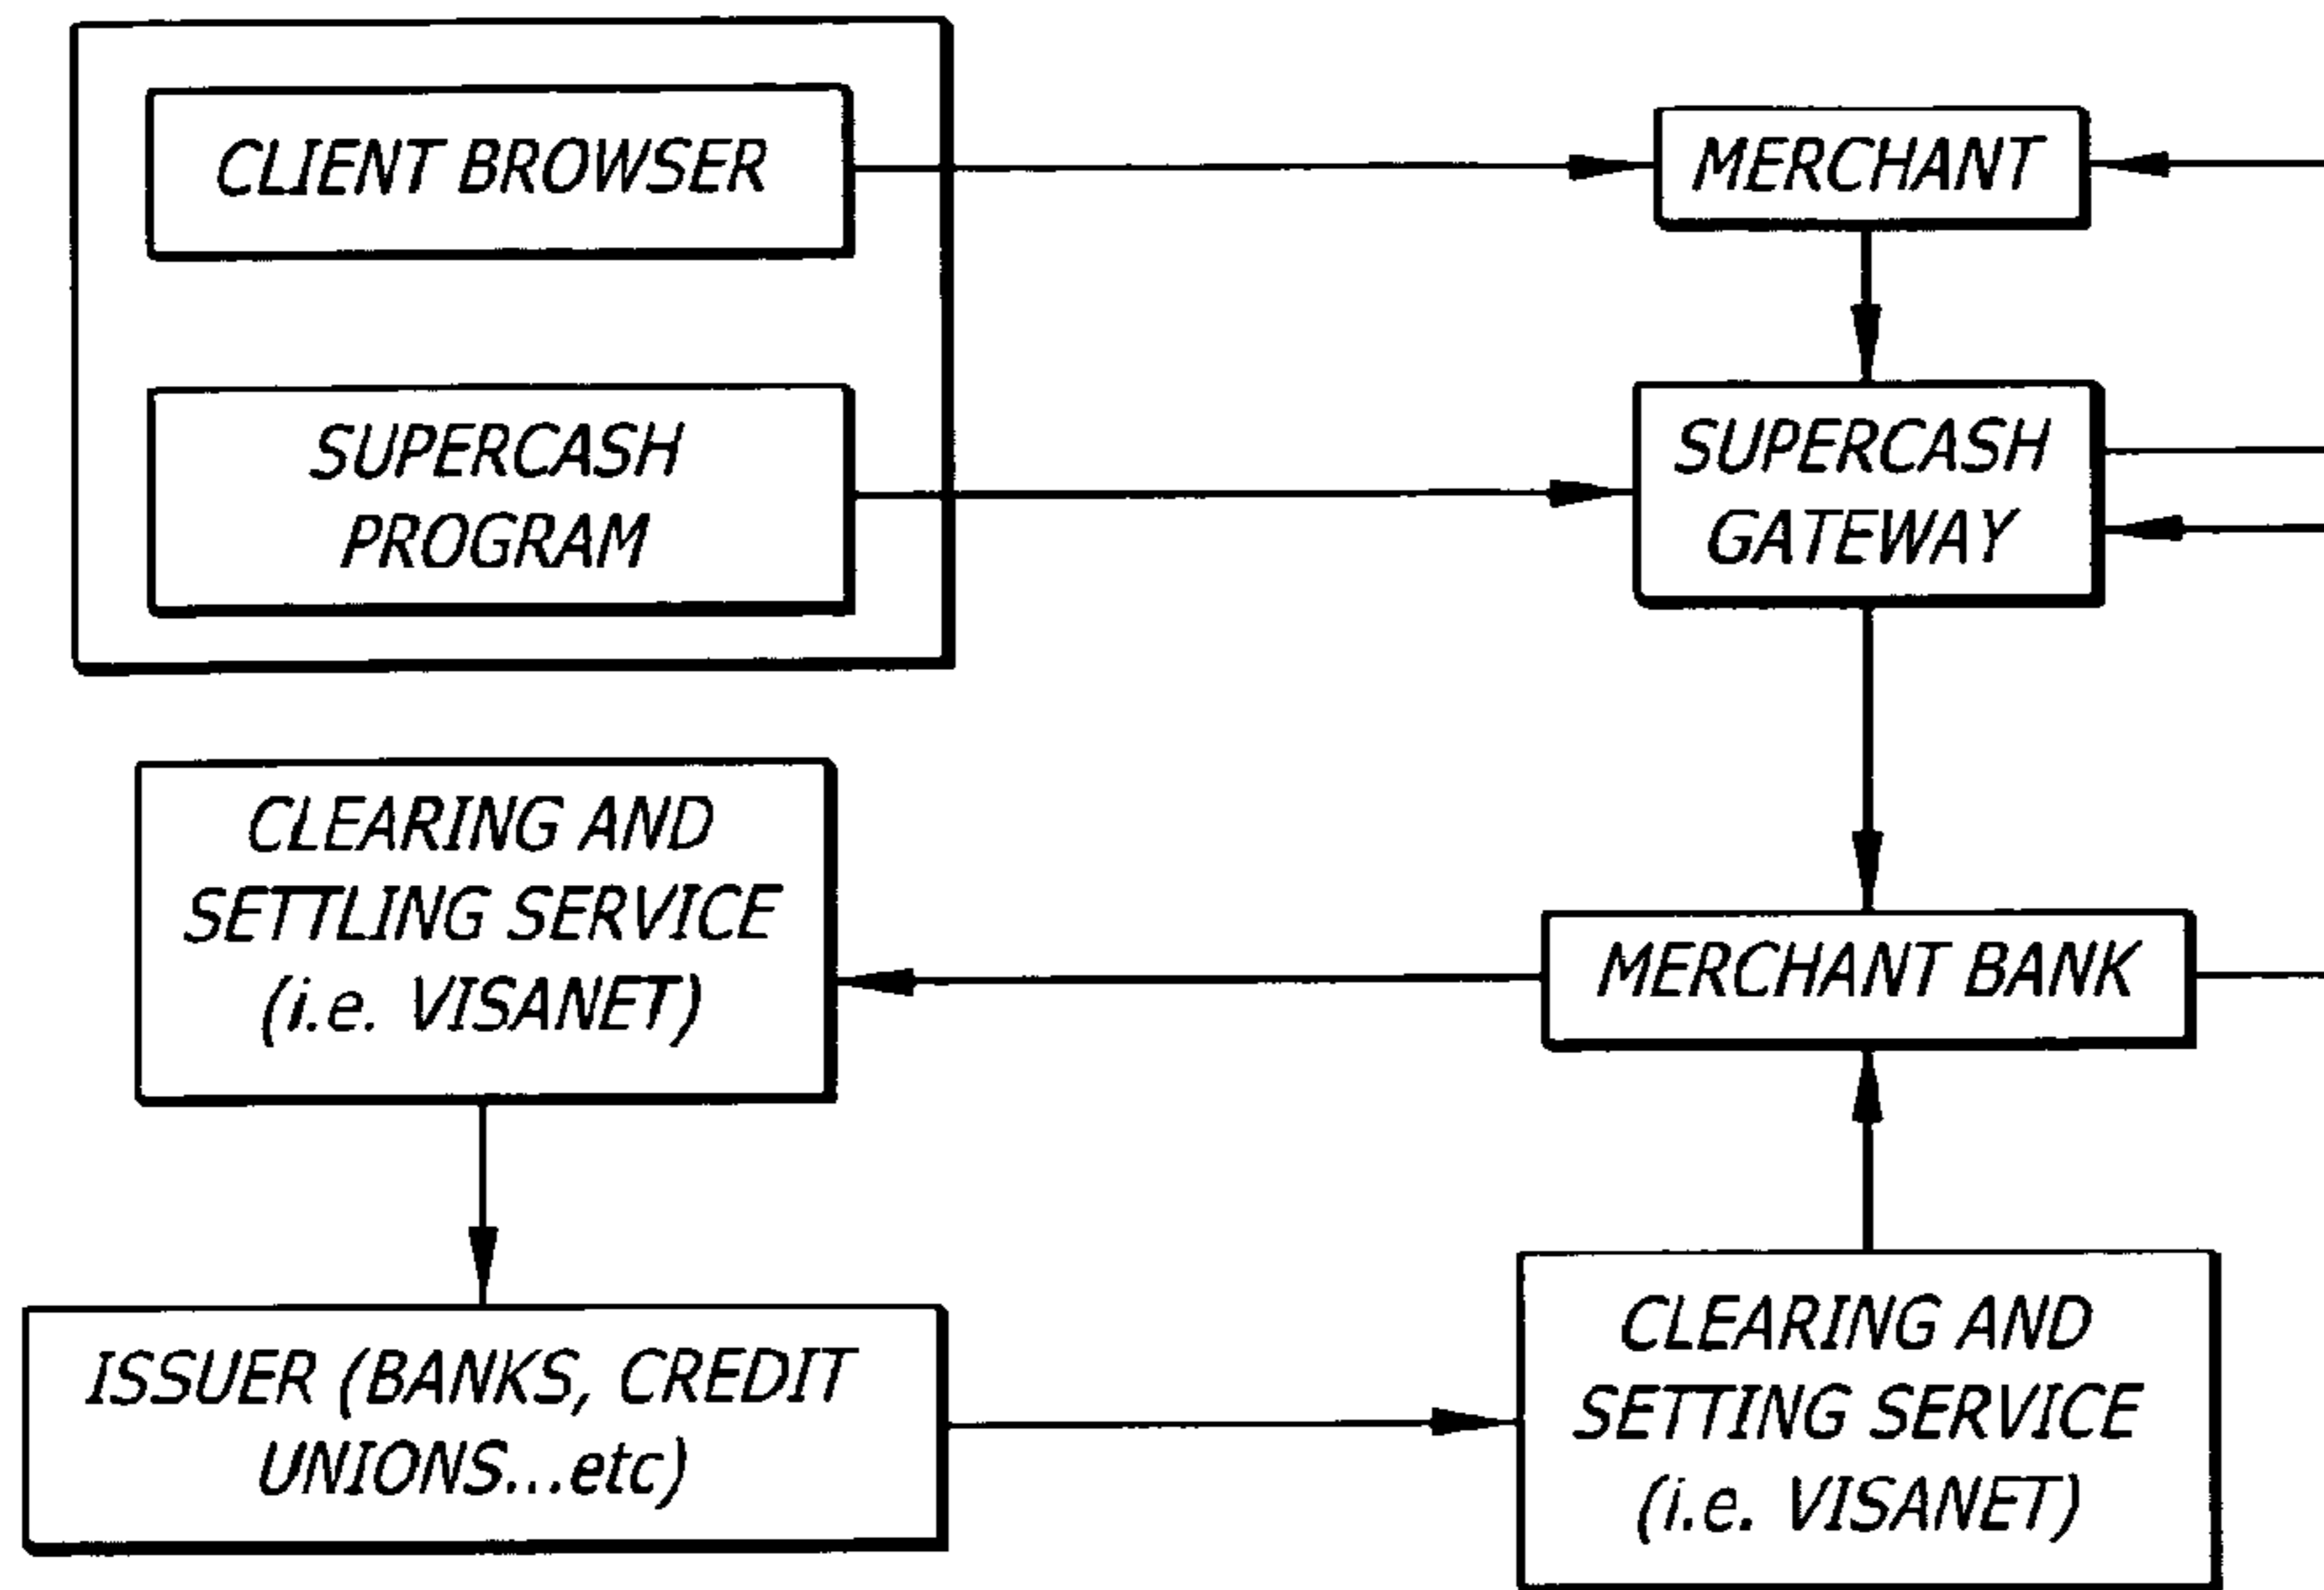 CLIENT BROWSER
MERCHANT
SUPERCASH
PROGRAM
SUPERCASH
GATEWAY
CLEARING AND
SETTLING SERVICE
(i.e. VISANET)
MERCHANT BANK
ISSUER (BANKS, CREDIT
UNIONS...etc)
CLEARING AND
SETTING SERVICE
(i.e. VISANET)